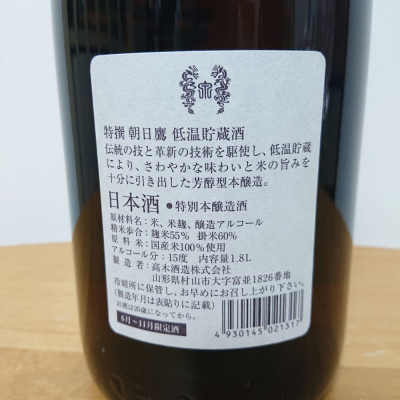 特撰 朝日鷹 低温貯蔵酒
伝統の技と革新の技術を駆使し、低温貯蔵
により、さわやかな味わいと米の旨みを
十分に引き出した芳醇型本醸造。
日本酒 ●特別本醸造酒
原材料名：米、米麹、醸造アルコール
精米歩合：麹米55% 掛米60%
原料米：国産米100%使用
アルコール分：15度 内容量1.8L
製造者：高木酒造株式会社
山形県村山市大字富並1826番地
冷暗所に保管し、お早めにお召し上がり下さい。
(製造年月は表貼りに記載)
お酒は20歳になってから。
6月～11月限定酒
4930145021317